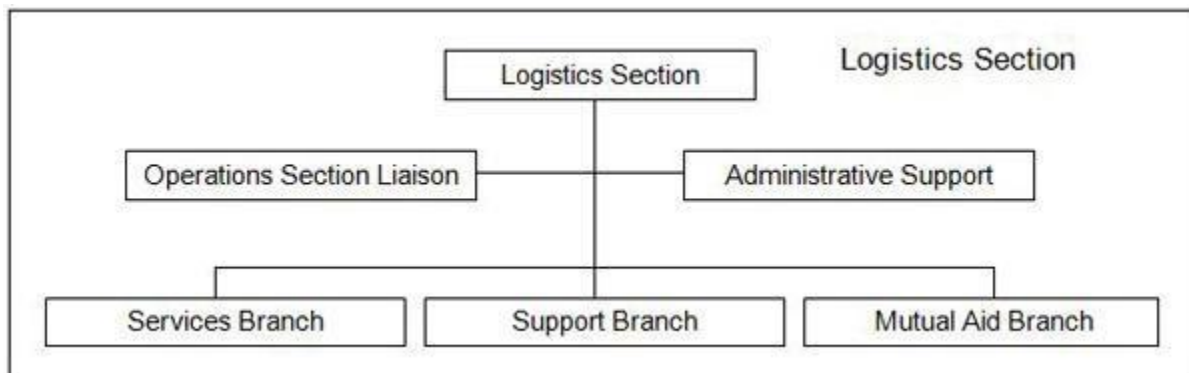 Logistics Section
Logistics Section
Operations Section Liaison
Administrative Support
Services Branch
Support Branch
Mutual Aid Branch